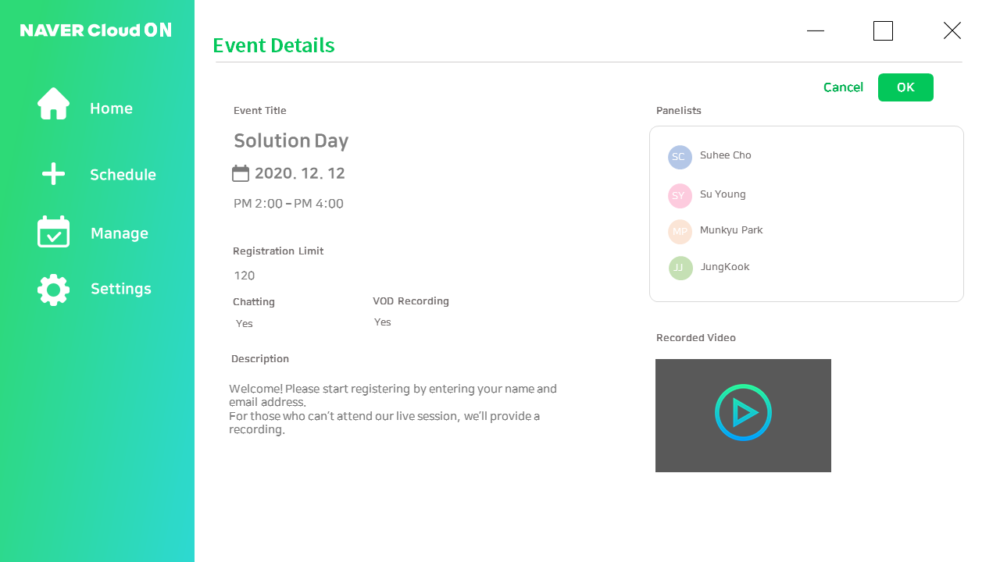 NAVER Cloud ON
Home
Schedule
Manage
Settings
Event Details
Cancel
OK
Event Title
Solution Day
2020. 12. 12
PM 2:00 – PM 4:00
Registration Limit
120
Chatting
VOD Recording
Yes
Yes
Description
Welcome! Please start registering by entering your name and
email address.
For those who can't attend our live session, we'll provide a
recording.
Panelists
SC Suhee Cho
SY Su Young
MP Munkyu Park
JJ JungKook
Recorded Video